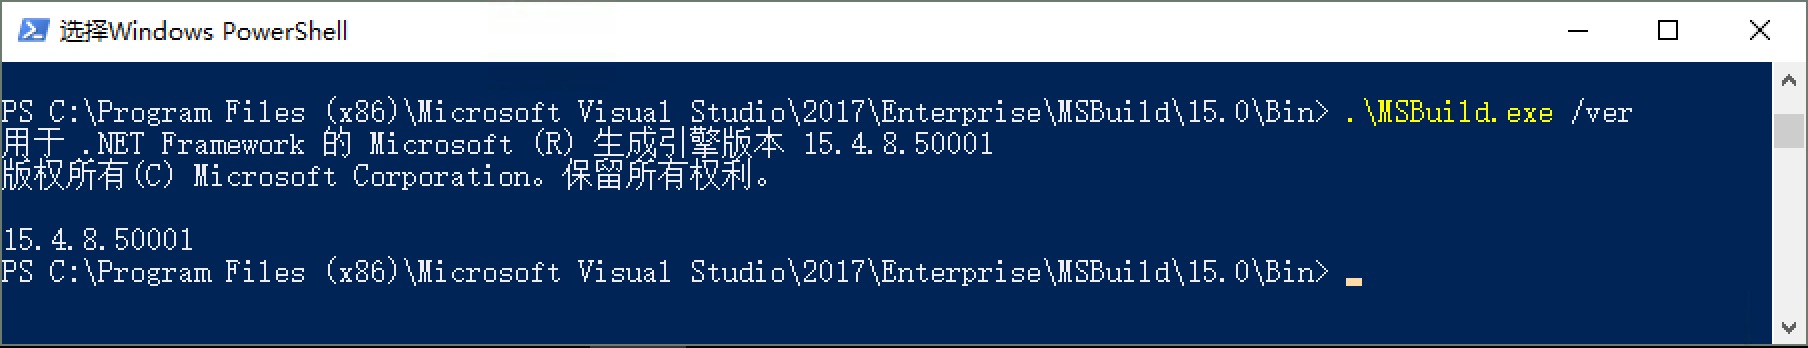 选择Windows PowerShell
PS C:\Program Files (x86)\Microsoft Visual Studio\2017\Enterprise\MSBuild\15.0\Bin> .\MSBuild.exe /ver
用于 .NET Framework 的 Microsoft (R) 生成引擎版本 15.4.8.50001
版权所有(C) Microsoft Corporation。保留所有权利。
15.4.8.50001
PS C:\Program Files (x86)\Microsoft Visual Studio\2017\Enterprise\MSBuild\15.0\Bin>